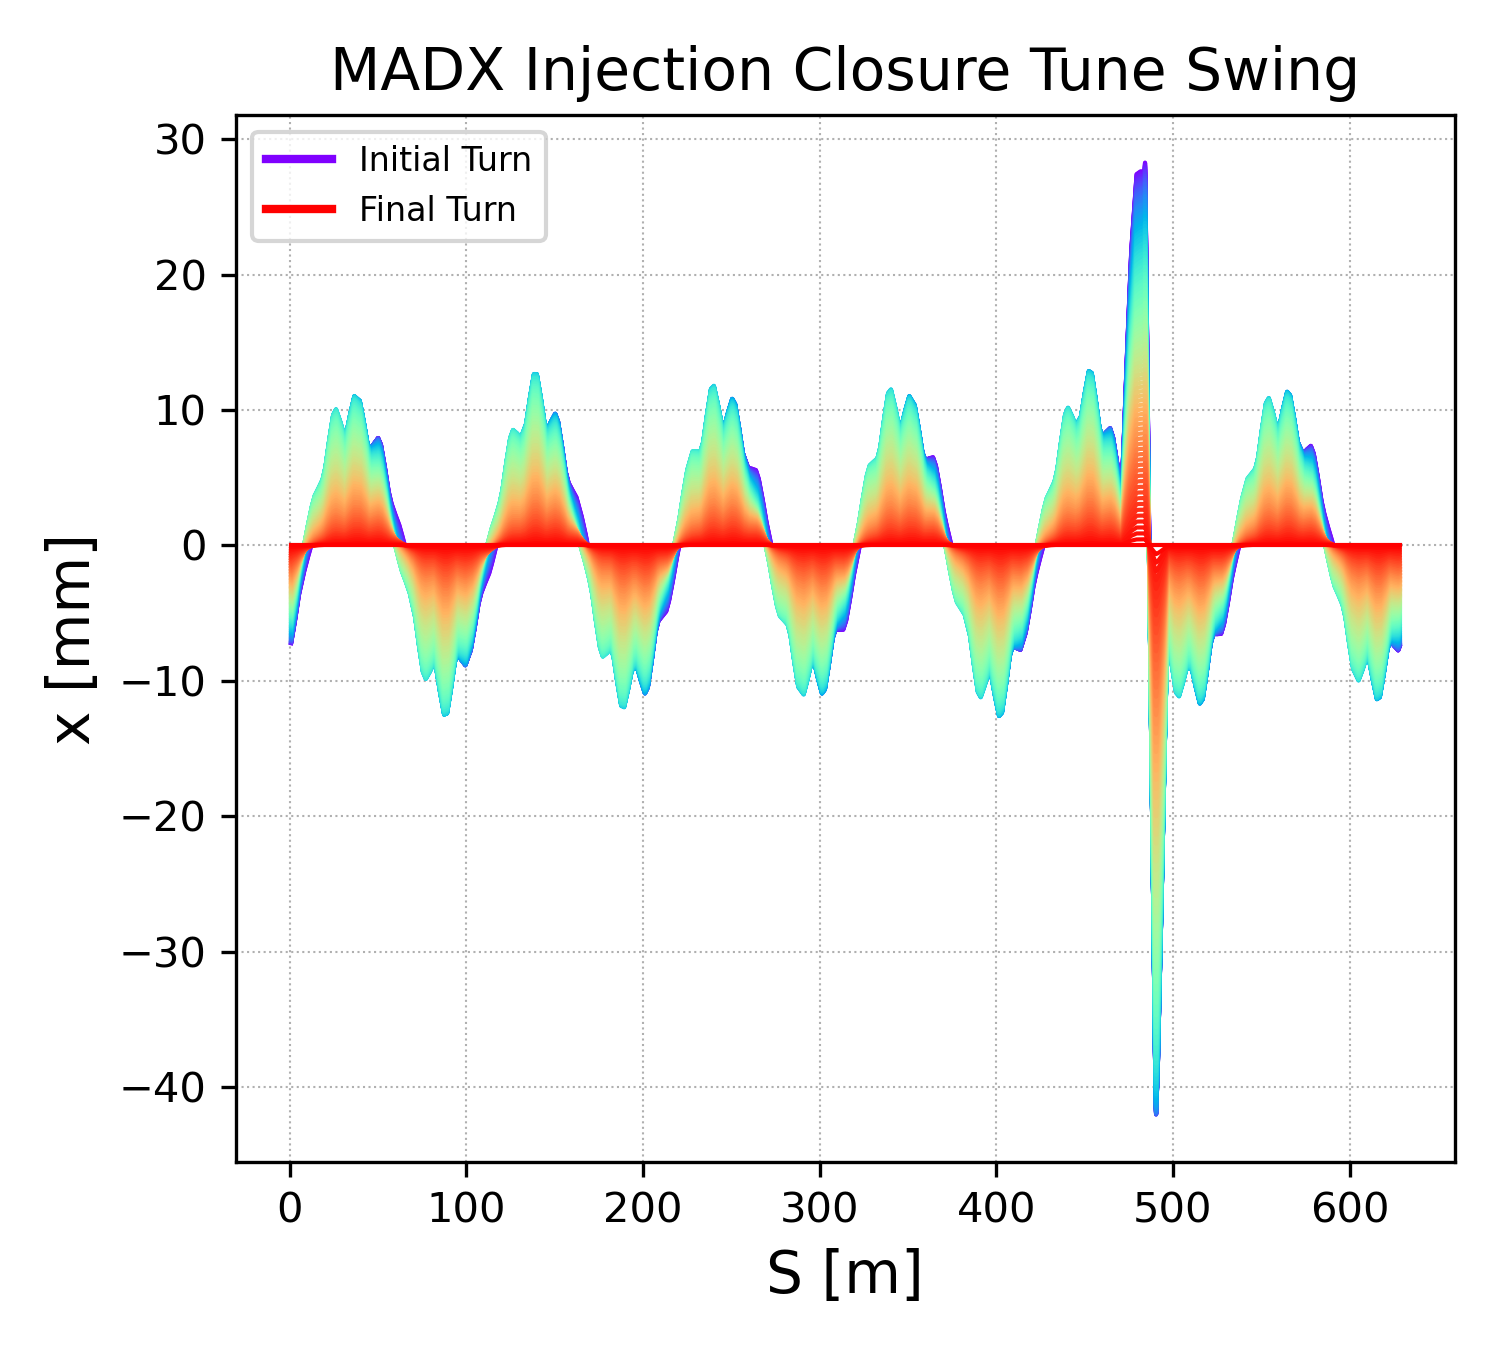 MADX Injection Closure Tune Swing
Initial Turn
Final Turn
x [mm]
30
20
10
0
−10
−20
−30
−40
0 100 200 300 400 500 600
S [m]